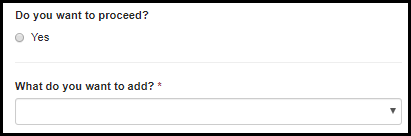 Do you want to proceed?
Yes
What do you want to add? *